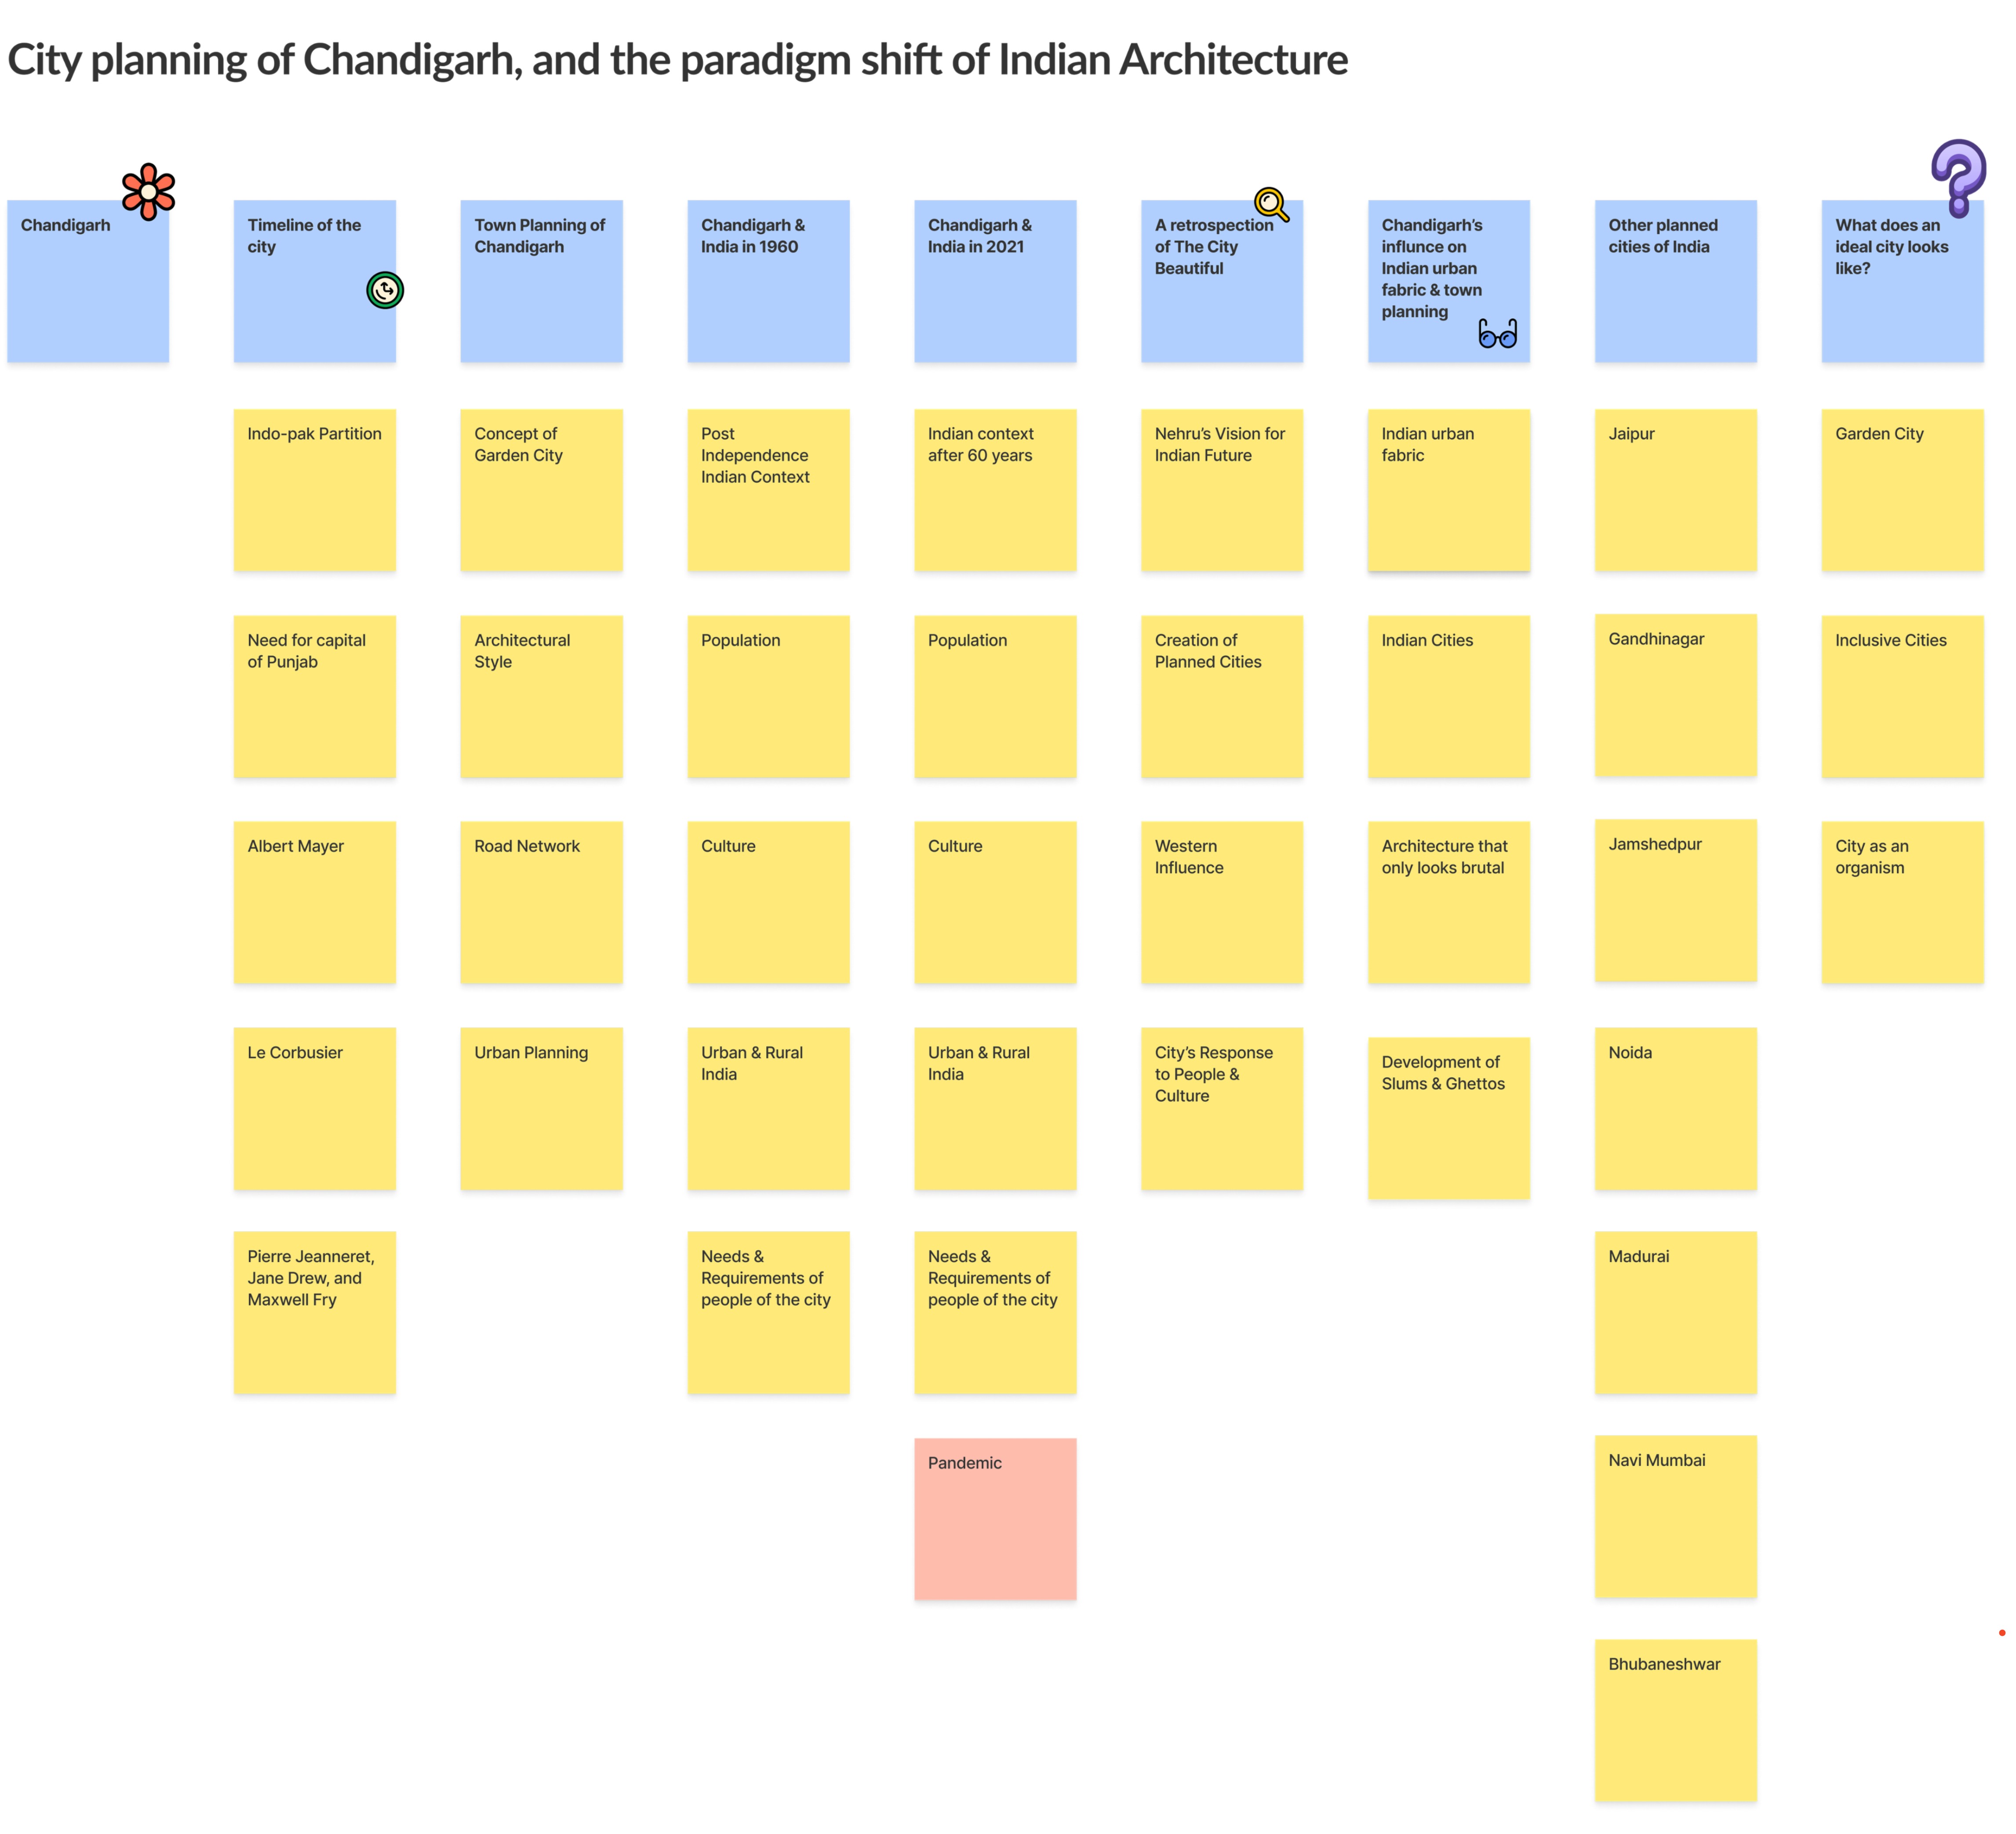 City planning of Chandigarh, and the paradigm shift of Indian Architecture
Chandigarh
Timeline of the
city
Town Planning of
Chandigarh
Chandigarh &
India in 1960
Chandigarh &
India in 2021
A retrospection
of The City
Beautiful
Chandigarh’s
influnce on
Indian urban
fabric & town
planning
Other planned
cities of India
What does an
ideal city looks
like?
Indo-pak Partition
Concept of
Garden City
Post
Independence
Indian Context
Indian context
after 60 years
Nehru’s Vision for
Indian Future
Indian urban
fabric
Jaipur
Garden City
Need for capital
of Punjab
Architectural
Style
Population
Population
Creation of
Planned Cities
Indian Cities
Gandhinagar
Inclusive Cities
Albert Mayer
Road Network
Culture
Culture
Western
Influence
Architecture that
only looks brutal
Jamshedpur
City as an
organism
Le Corbusier
Urban Planning
Urban & Rural
India
Urban & Rural
India
City’s Response
to People &
Culture
Development of
Slums & Ghettos
Noida
Pierre Jeanneret,
Jane Drew, and
Maxwell Fry
Needs &
Requirements of
people of the city
Needs &
Requirements of
people of the city
Madurai
Pandemic
Navi Mumbai
Bhubaneshwar